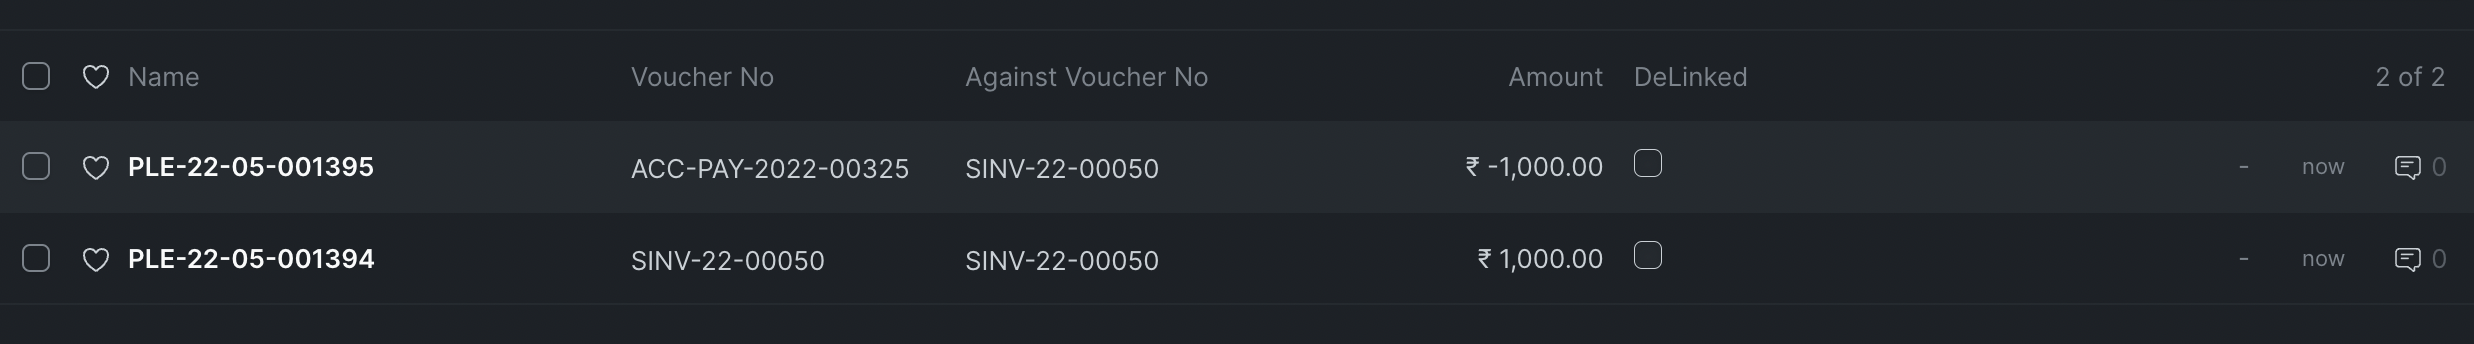 Name Voucher No Against Voucher No Amount DeLinked 2 of 2
PLE-22-05-001395 ACC-PAY-2022-00325 SINV-22-00050 ₹ -1,000.00 - now 0
PLE-22-05-001394 SINV-22-00050 SINV-22-00050 ₹ 1,000.00 - now 0